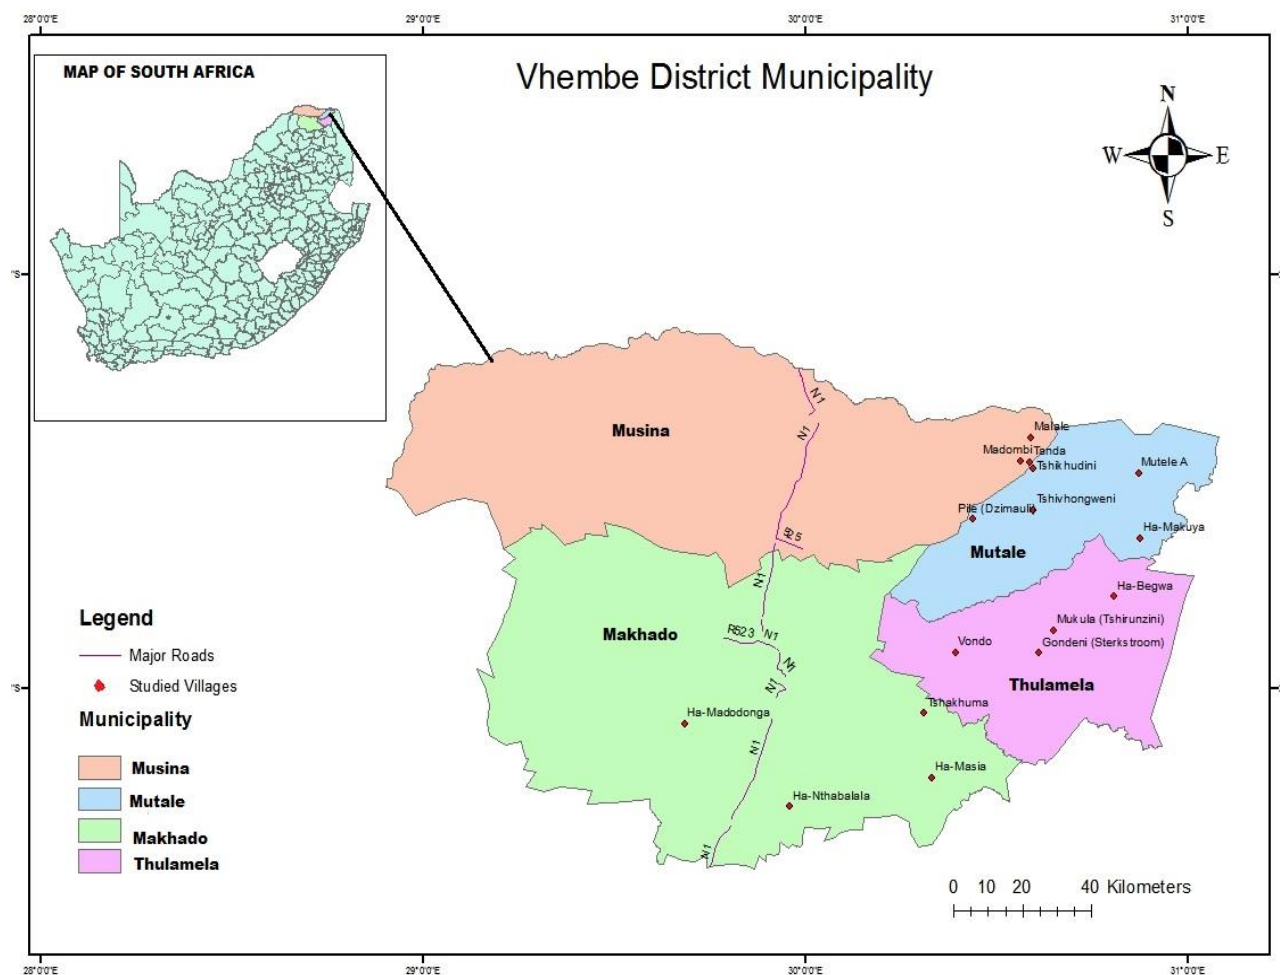 28°0'0"E 29°0'0"E 30°0'0"E 31°0'0"E
MAP OF SOUTH AFRICA
Vhembe District Municipality
N
W E
S
°S
Musina
N1
N1
Malale
Madombi Tanda
Tshikhudini
Mutele A
Tshivhongweni
Pile (Dzimauli)
Ha-Makuya
Mutale
N1
Ha-Begwa
Mukula (Tshirunzini)
Gondeni (Sterkstroom)
Vondo
Thulamela
Makhado
R523 N1
N1
N1
Ha-Madodonga
Tshakhuma
N1
Ha-Masia
Ha-Nthabalala
N1
°S
Legend
Major Roads
Studied Villages
Municipality
Musina
Mutale
Makhado
Thulamela
0 10 20 40 Kilometers
28°0'0"E 29°0'0"E 30°0'0"E 31°0'0"E